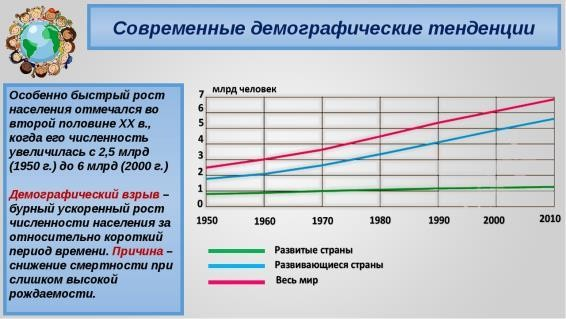 Современные демографические тенденции
Особенно быстрый рост
населения отмечался во
второй половине XX в.,
когда его численность
увеличилась с 2,5 млрд
(1950 г.) до 6 млрд (2000 г.)
Демографический взрыв –
бурный ускоренный рост
численности населения за
относительно короткий
период времени. Причина –
снижение смертности при
слишком высокой
рождаемости.
млрд человек
7
6
5
4
3
2
1
0
1950 1960 1970 1980 1990 2000 2010
Развитые страны
Развивающиеся страны
Весь мир